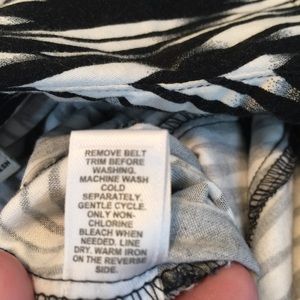 REMOVE BELT
TRIM BEFORE
WASHING.
MACHINE WASH
COLD
SEPARATELY.
GENTLE CYCLE.
ONLY NON-
CHLORINE
BLEACH WHEN
NEEDED. LINE
DRY. WARM IRON
ON THE REVERSE
SIDE.